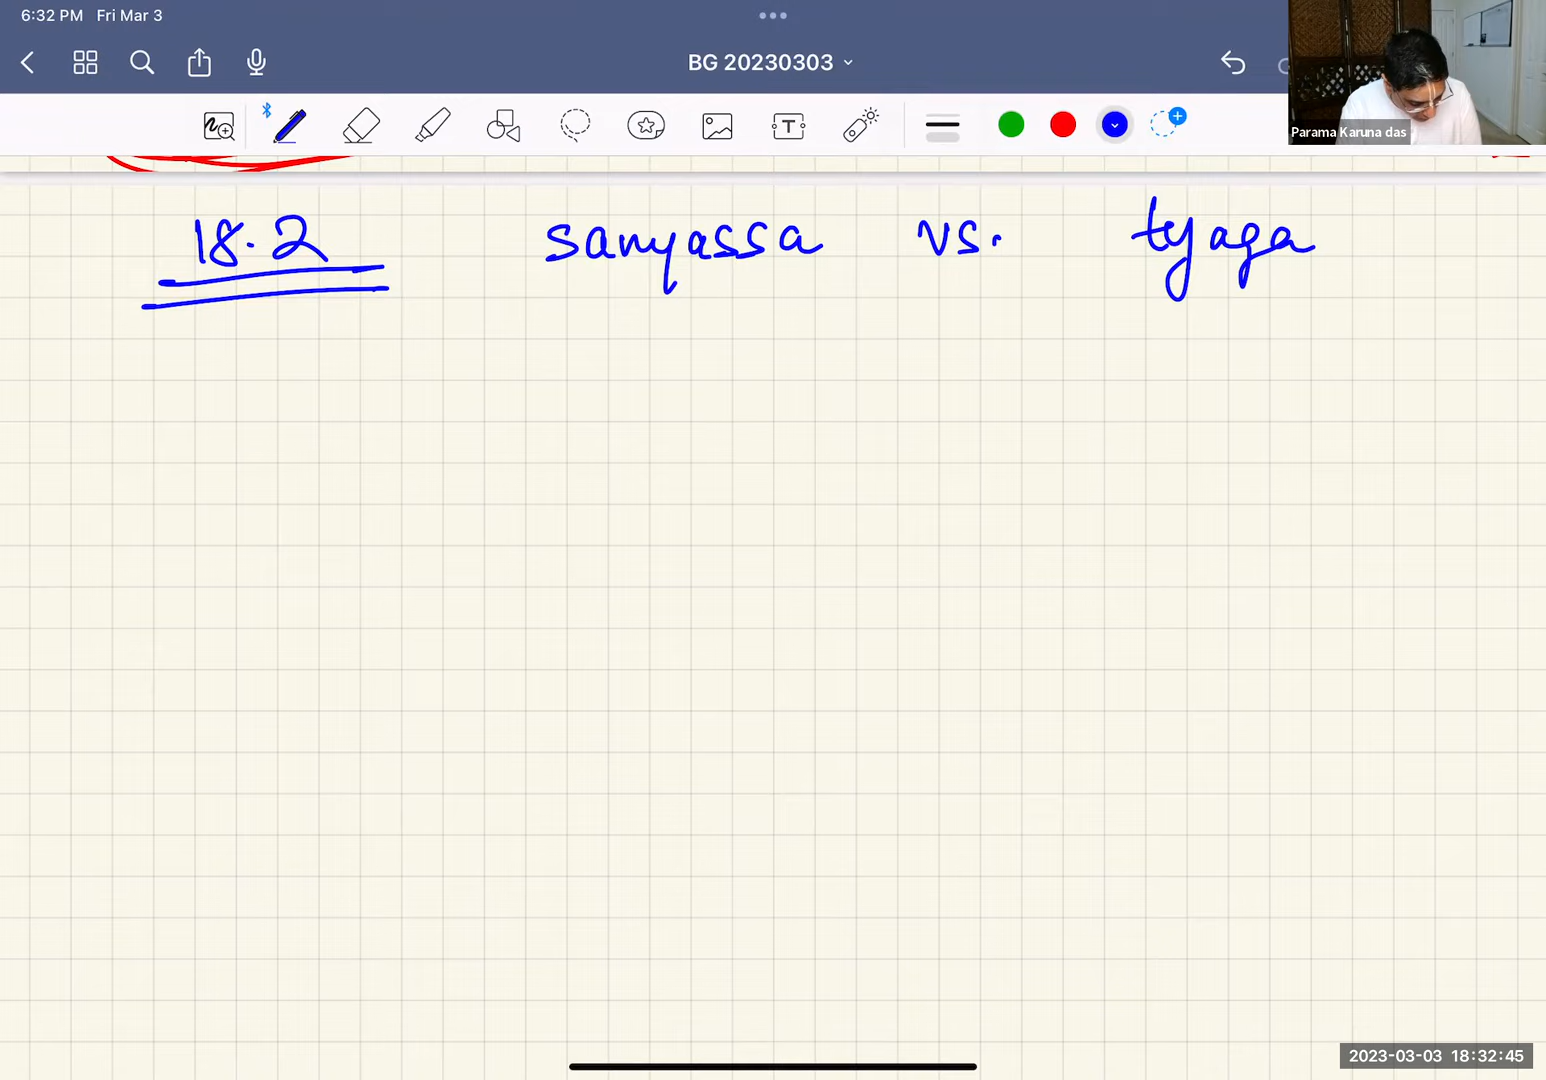 6:32 PM Fri Mar 3
BG 20230303
T
Parama Karuna das
18.2 sanyassa vs. tyaga
2023-03-03 18:32:45